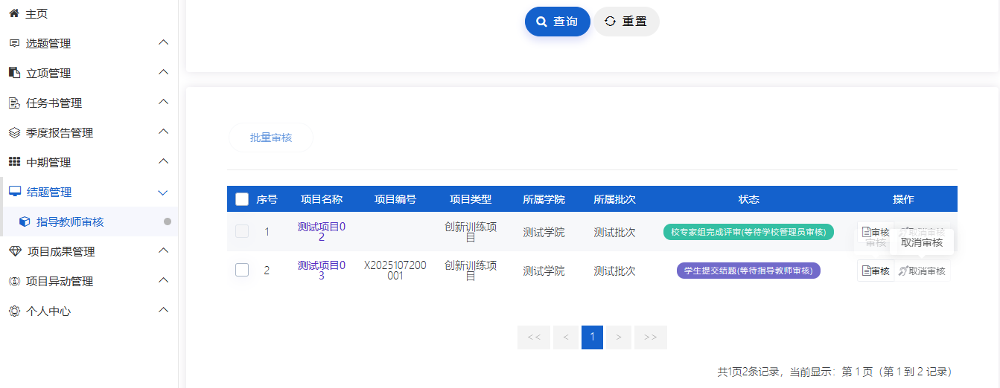 主页
选题管理
立项管理
任务书管理
季度报告管理
中期管理
结题管理
指导教师审核
项目成果管理
项目异动管理
个人中心
查询 重置
批量审核
序号 项目名称 项目编号 项目类型 所属学院 所属批次 状态 操作
1 测试项目0
2 创新训练项
目 测试学院 测试批次 校专家组完成评审(等待学校管理员审核) 审核 取消审核
审核 取消审核
2 测试项目0
3 X2025107200
001 创新训练项
目 测试学院 测试批次 学生提交结题(等待指导教师审核) 审核 取消审核
<< < 1 > >>
共1页2条记录，当前显示：第 1 页（第 1 到 2 记录）